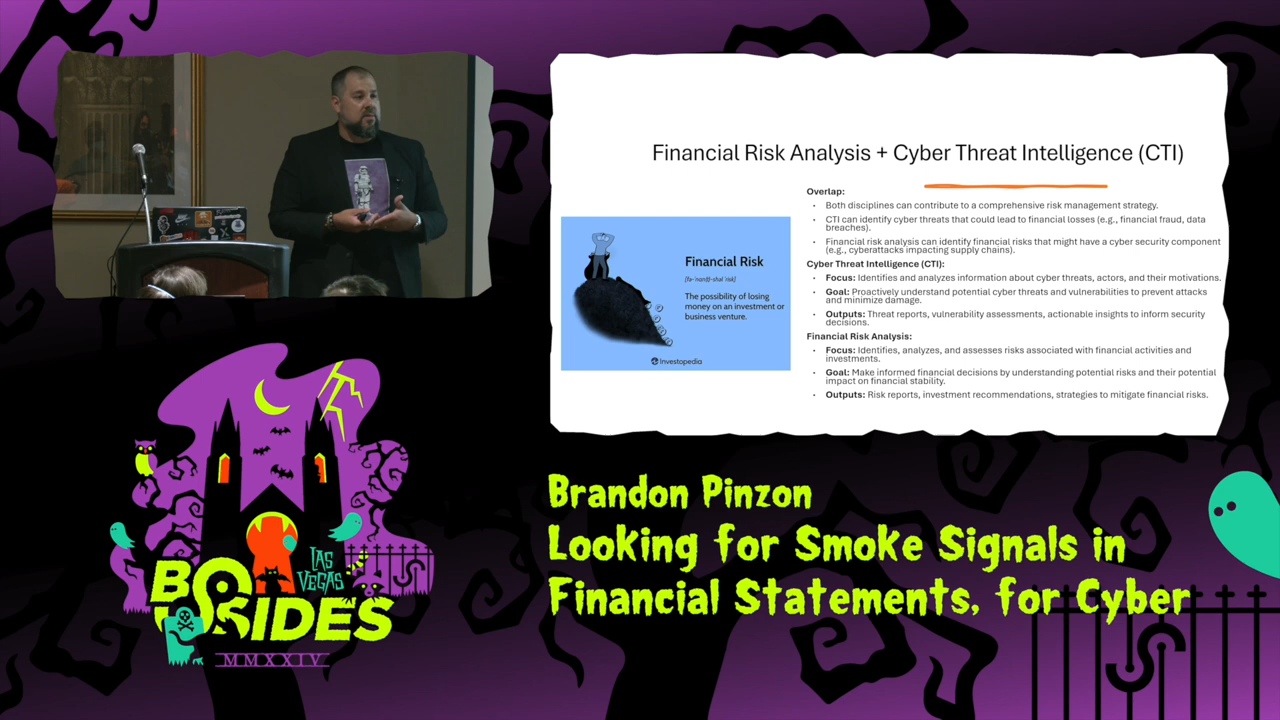 Financial Risk Analysis + Cyber Threat Intelligence (CTI)
Financial Risk
[fə-ˈnan(t)-shəl ˈrisk]
The possibility of losing
money on an investment or
business venture.
Investopedia
Overlap:
• Both disciplines can contribute to a comprehensive risk management strategy.
• CTI can identify cyber threats that could lead to financial losses (e.g., financial fraud, data
breaches).
• Financial risk analysis can identify financial risks that might have a cyber security component
(e.g., cyberattacks impacting supply chains).
Cyber Threat Intelligence (CTI):
• Focus: Identifies and analyzes information about cyber threats, actors, and their motivations.
• Goal: Proactively understand potential cyber threats and vulnerabilities to prevent attacks
and minimize damage.
• Outputs: Threat reports, vulnerability assessments, actionable insights to inform security
decisions.
Financial Risk Analysis:
• Focus: Identifies, analyzes, and assesses risks associated with financial activities and
investments.
• Goal: Make informed financial decisions by understanding potential risks and their potential
impact on financial stability.
• Outputs: Risk reports, investment recommendations, strategies to mitigate financial risks.
Brandon Pinzon
Looking for Smoke Signals in
Financial Statements, for Cyber
LAS
VEGAS
BSIDES
MMXXIV